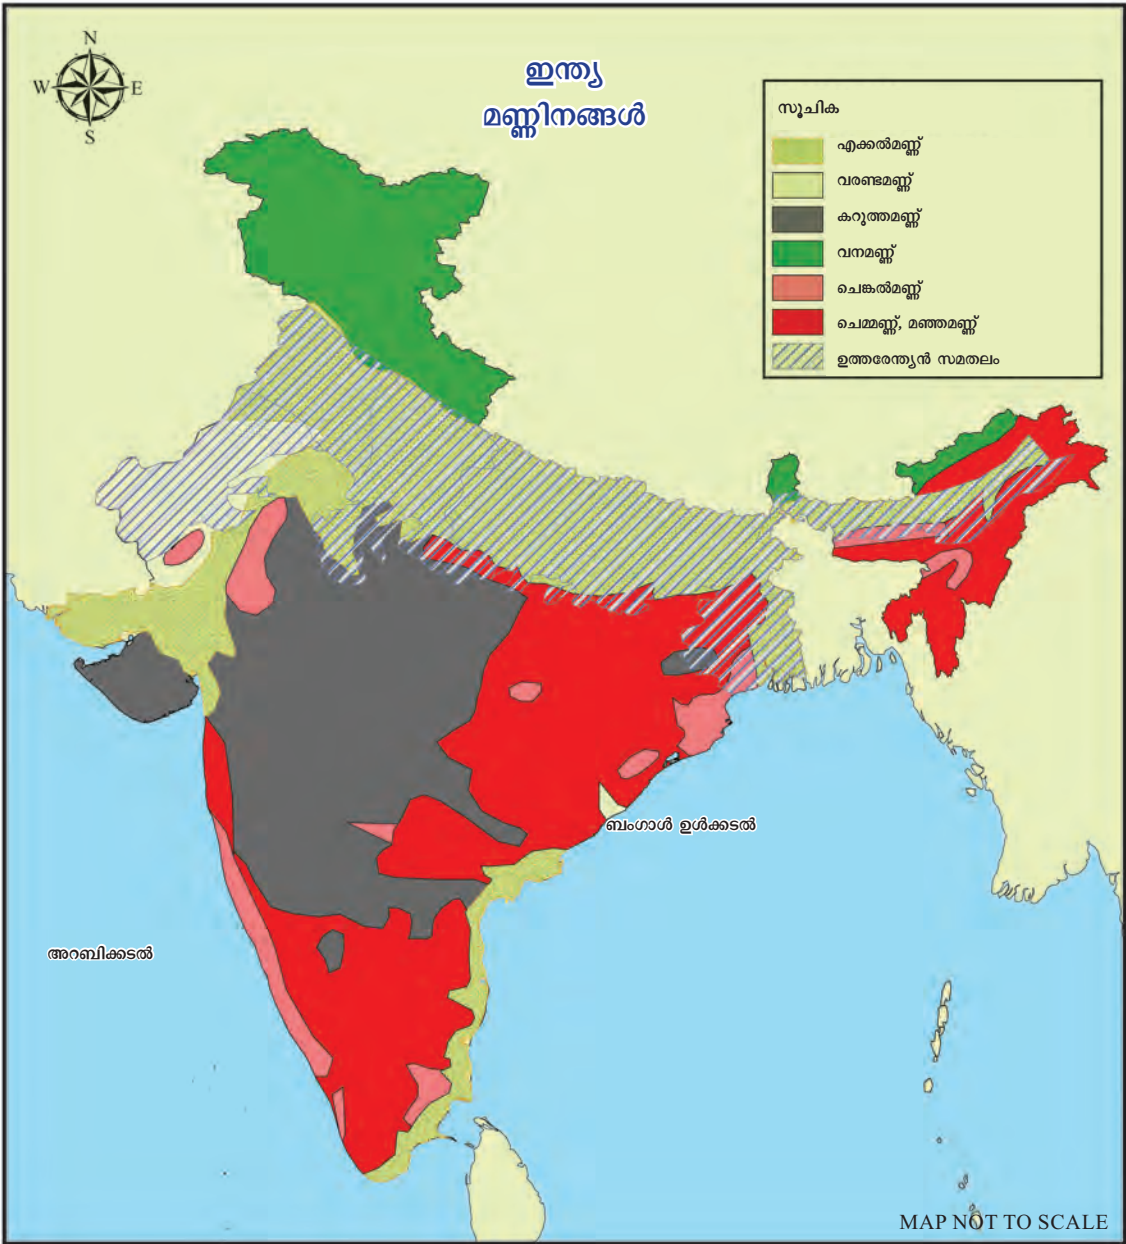 N
W E
S
ഇന്ത്യ
മണ്ണിനങ്ങൾ
സൂചിക
എക്കൽമണ്ണ്
വരണ്ടമണ്ണ്
കറുത്തമണ്ണ്
വനമണ്ണ്
ചെങ്കൽമണ്ണ്
ചെമ്മണ്ണ്, മഞ്ഞമണ്ണ്
ഉത്തരേന്ത്യൻ സമതലം
ബംഗാൾ ഉൾക്കടൽ
അറബിക്കടൽ
MAP NOT TO SCALE